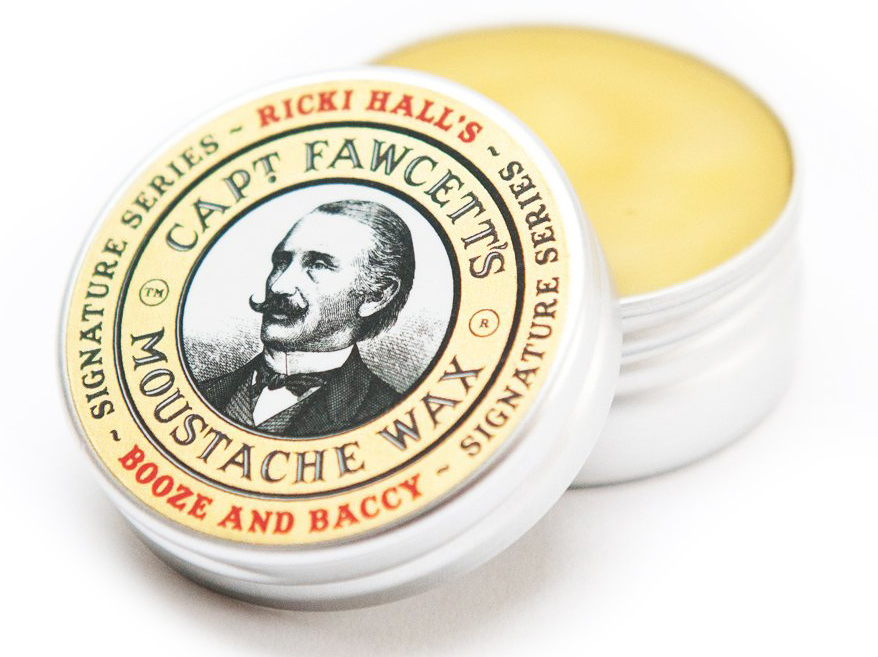 RICKI HALL'S ~ SIGNATURE SERIES ~
BOOZE AND BACCY ~ SIGNATURE SERIES ~
CAPT. FAWCETT'S
TM
®
MOUSTACHE WAX